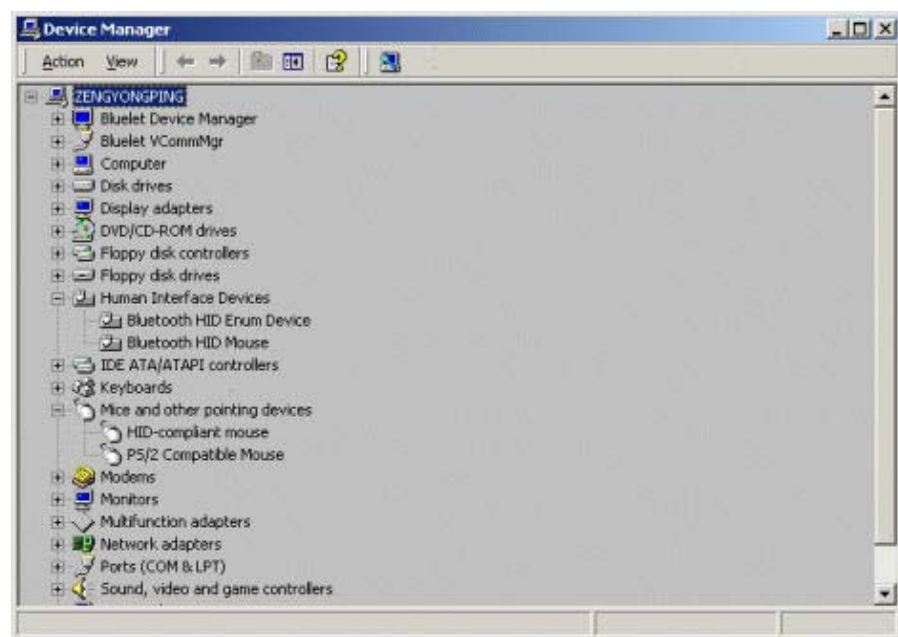 Device Manager
Action View
ZENGYONGPING
Bluelet Device Manager
Bluelet VCommMgr
Computer
Disk drives
Display adapters
DVD/CD-ROM drives
Floppy disk controllers
Floppy disk drives
Human Interface Devices
Bluetooth HID Enum Device
Bluetooth HID Mouse
IDE ATA/ATAPI controllers
Keyboards
Mice and other pointing devices
HID-compliant mouse
PS/2 Compatible Mouse
Modems
Monitors
Multifunction adapters
Network adapters
Ports (COM & LPT)
Sound, video and game controllers